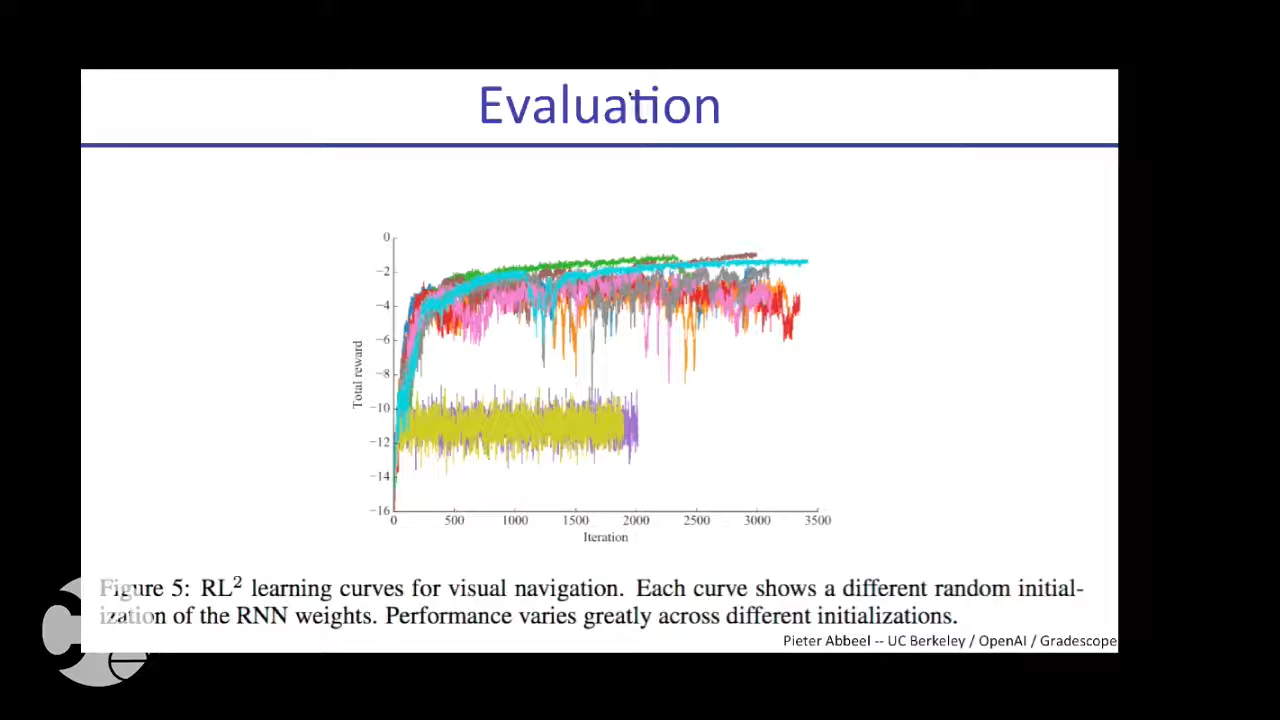 Evaluation
0
−2
−4
−6
−8
−10
−12
−14
−16
Total reward
0 500 1000 1500 2000 2500 3000 3500
Iteration
Figure 5: RL² learning curves for visual navigation. Each curve shows a different random initial-
ization of the RNN weights. Performance varies greatly across different initializations.
Pieter Abbeel -- UC Berkeley / OpenAI / Gradescope